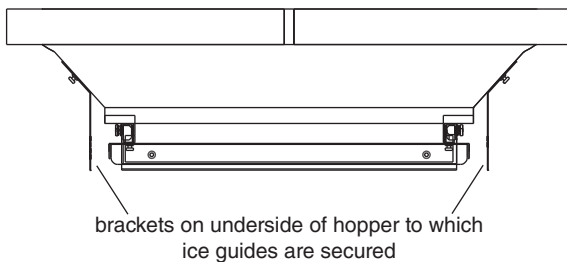 brackets on underside of hopper to which
ice guides are secured